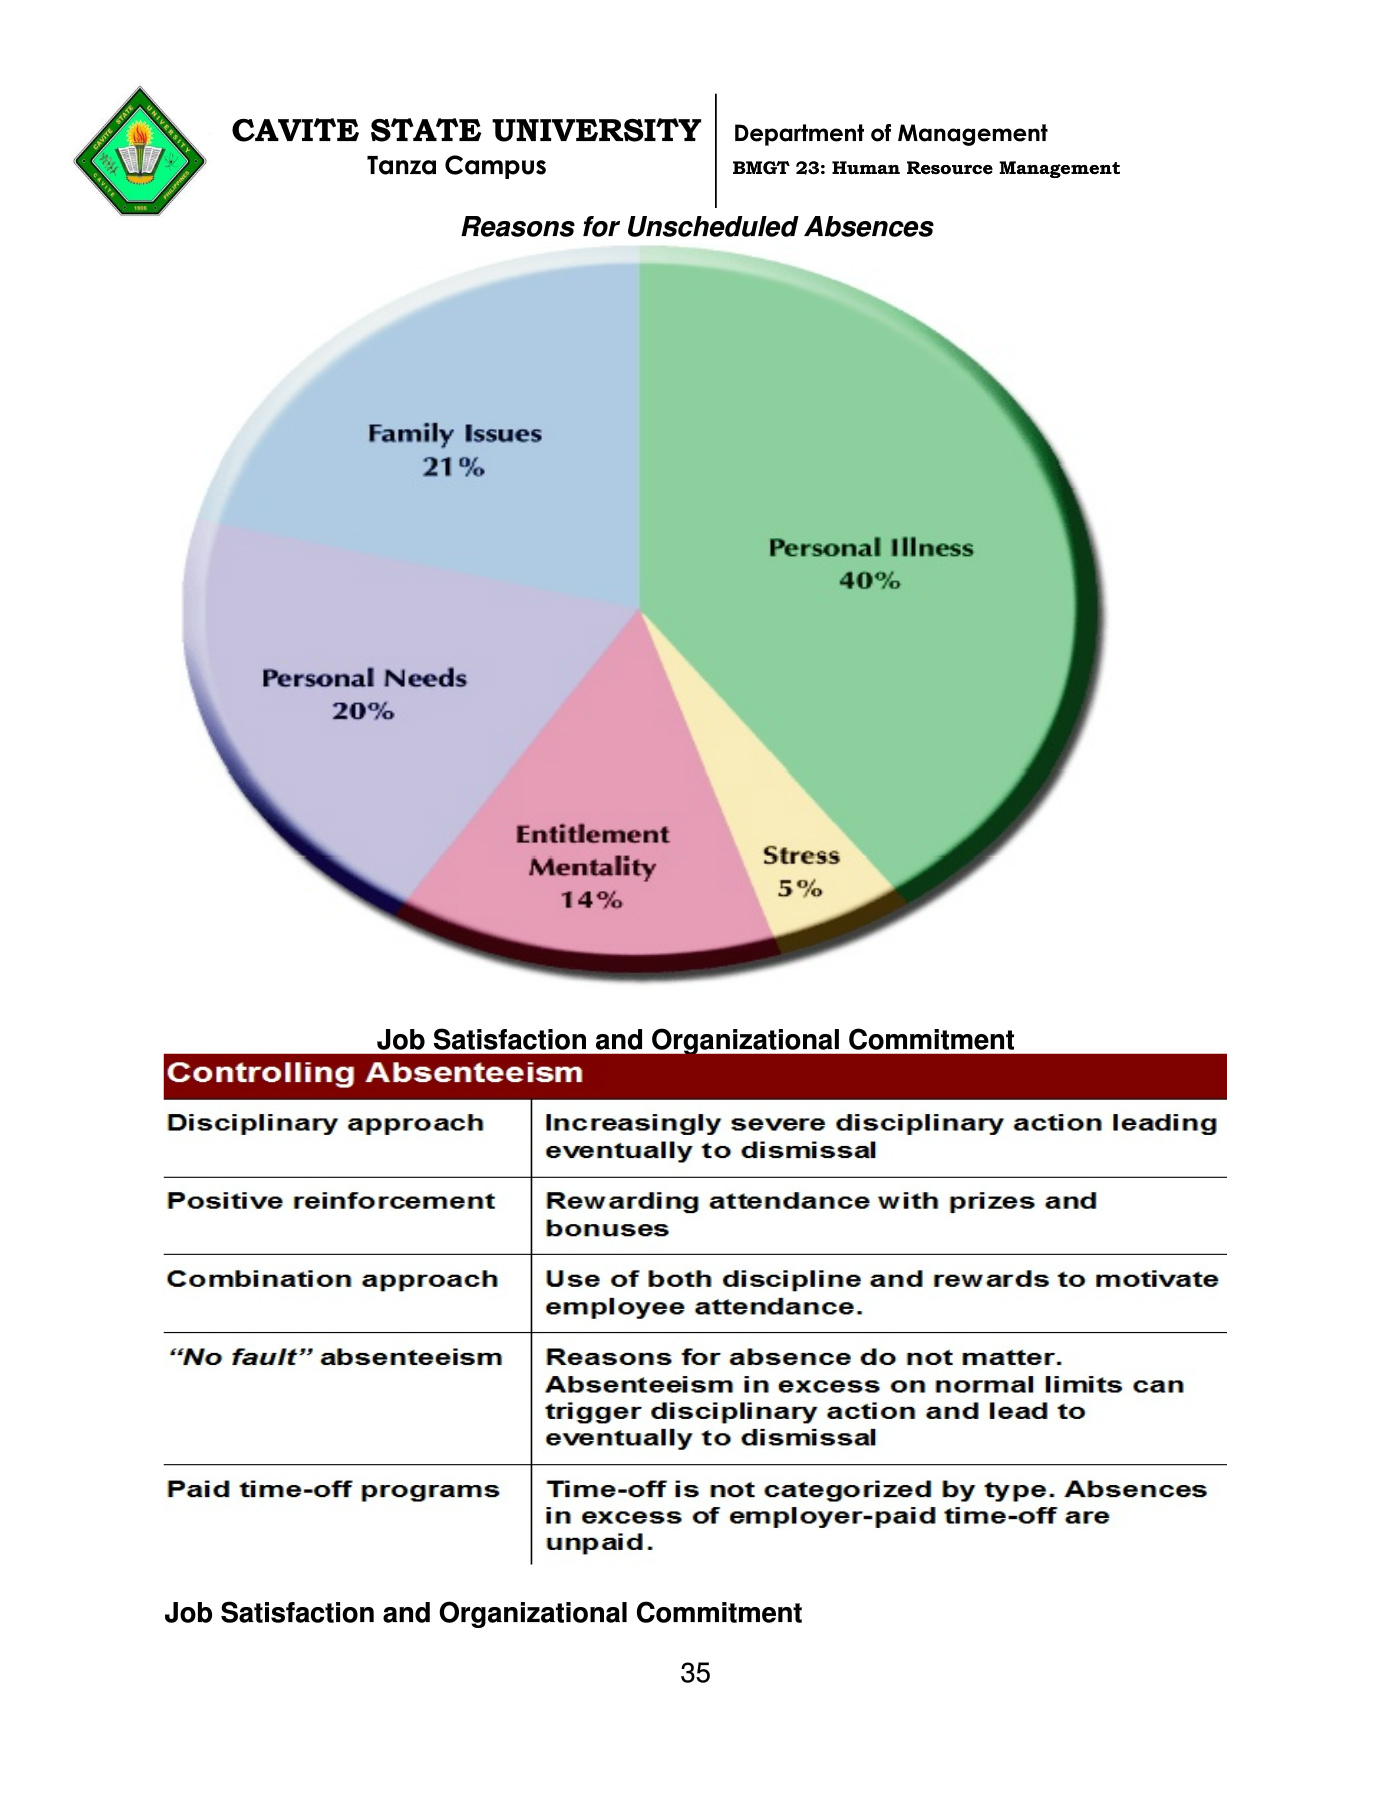 CAVITE STATE UNIVERSITY
Tanza Campus
Department of Management
BMGT 23: Human Resource Management
CAVITE STATE UNIVERSITY
CAVITE
PHILIPPINES
1906
Reasons for Unscheduled Absences
Family Issues
21%
Personal Illness
40%
Personal Needs
20%
Entitlement
Mentality
14%
Stress
5%
Job Satisfaction and Organizational Commitment
Controlling Absenteeism
Disciplinary approach
Increasingly severe disciplinary action leading
eventually to dismissal
Positive reinforcement
Rewarding attendance with prizes and
bonuses
Combination approach
Use of both discipline and rewards to motivate
employee attendance.
“No fault” absenteeism
Reasons for absence do not matter.
Absenteeism in excess on normal limits can
trigger disciplinary action and lead to
eventually to dismissal
Paid time-off programs
Time-off is not categorized by type. Absences
in excess of employer-paid time-off are
unpaid.
Job Satisfaction and Organizational Commitment
35